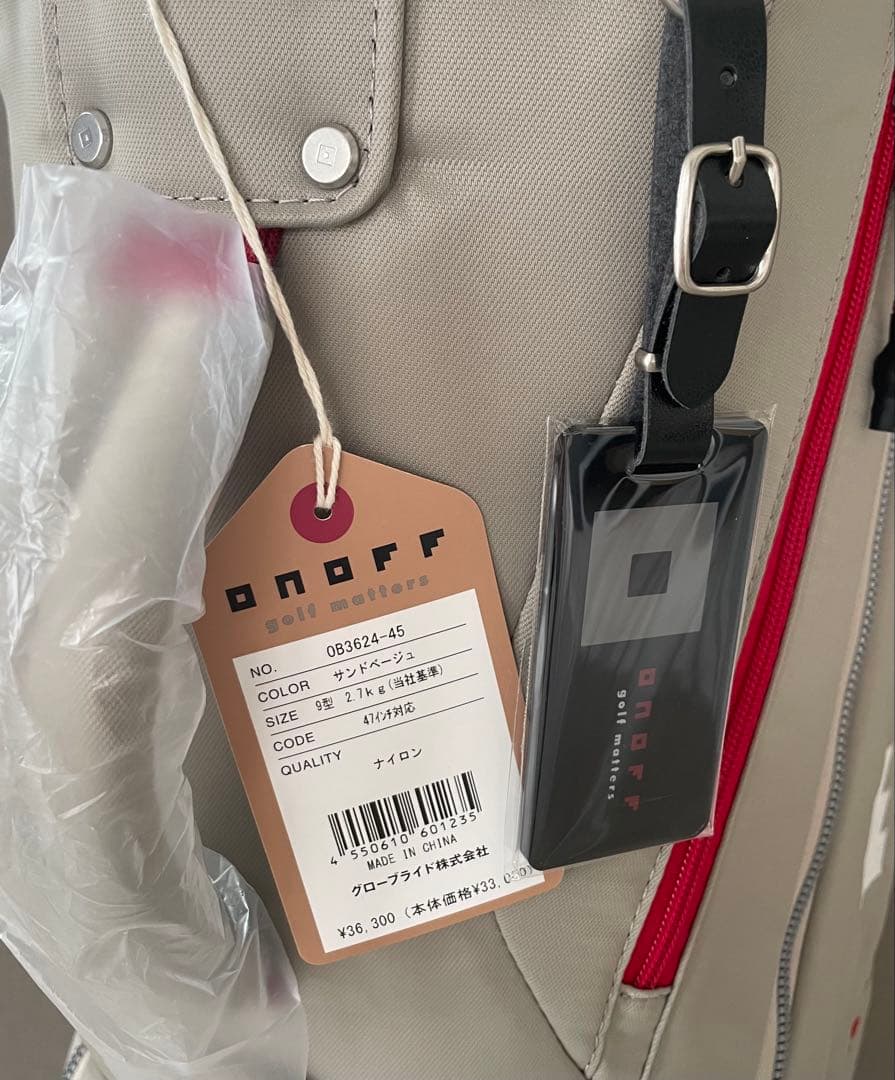 ONOFF
golf matters
NO. OB3624-45
COLOR サンドベージュ
SIZE 9型 2.7kg(当社基準)
CODE 47インチ対応
QUALITY ナイロン
4 550610 601235
MADE IN CHINA
グローブライド株式会社
¥36,300 (本体価格¥33,000)
ONOFF
golf matters